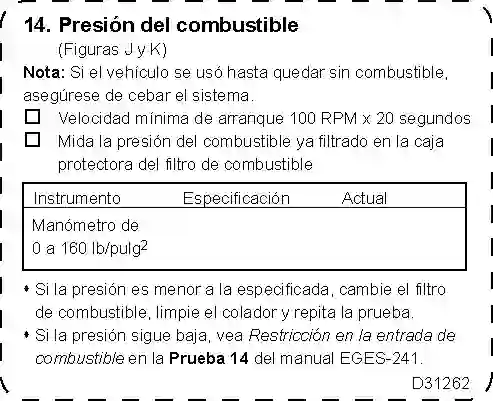 14. Presión del combustible
(Figuras J y K)
Nota: Si el vehículo se usó hasta quedar sin combustible,
asegúrese de cebar el sistema.
☐ Velocidad mínima de arranque 100 RPM x 20 segundos
☐ Mida la presión del combustible ya filtrado en la caja
protectora del filtro de combustible
Instrumento Especificación Actual
Manómetro de
0 a 160 lb/pulg2
♦ Si la presión es menor a la especificada, cambie el filtro
de combustible, limpie el colador y repita la prueba.
♦ Si la presión sigue baja, vea Restricción en la entrada de
combustible en la Prueba 14 del manual EGES-241.
D31262